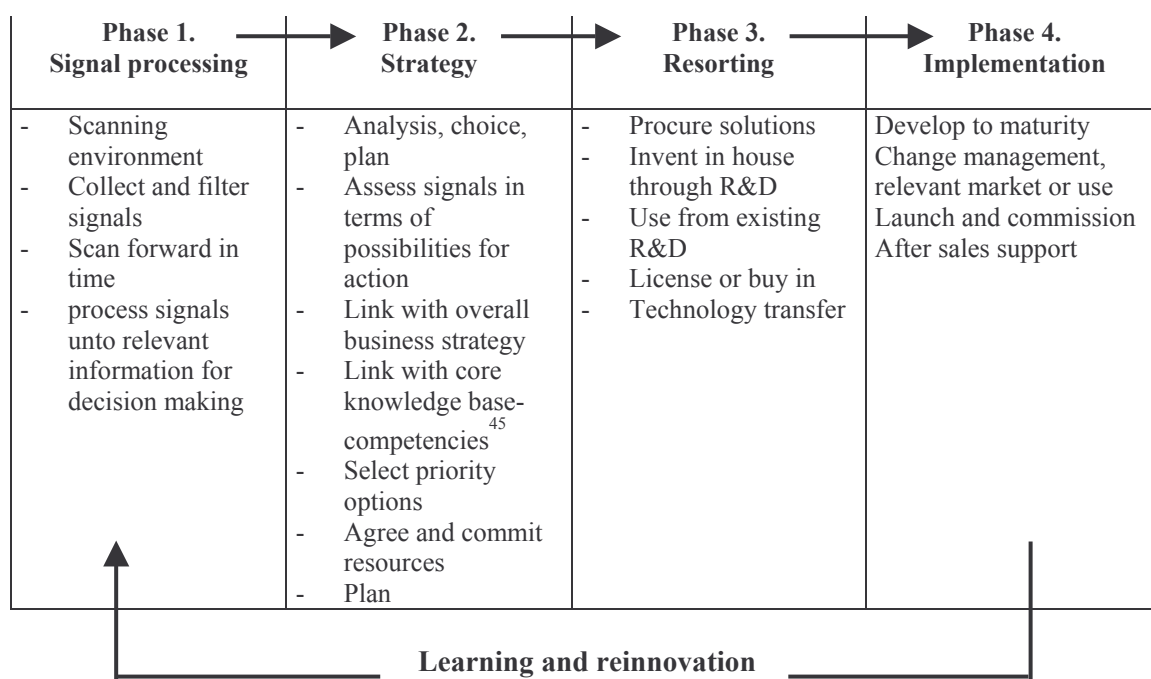 Phase 1.
Signal processing
Phase 2.
Strategy
Phase 3.
Resorting
Phase 4.
Implementation
- Scanning
environment
- Collect and filter
signals
- Scan forward in
time
- process signals
unto relevant
information for
decision making
- Analysis, choice,
plan
- Assess signals in
terms of
possibilities for
action
- Link with overall
business strategy
- Link with core
knowledge base-
competencies45
- Select priority
options
- Agree and commit
resources
- Plan
- Procure solutions
- Invent in house
through R&D
- Use from existing
R&D
- License or buy in
- Technology transfer
Develop to maturity
Change management,
relevant market or use
Launch and commission
After sales support
Learning and reinnovation